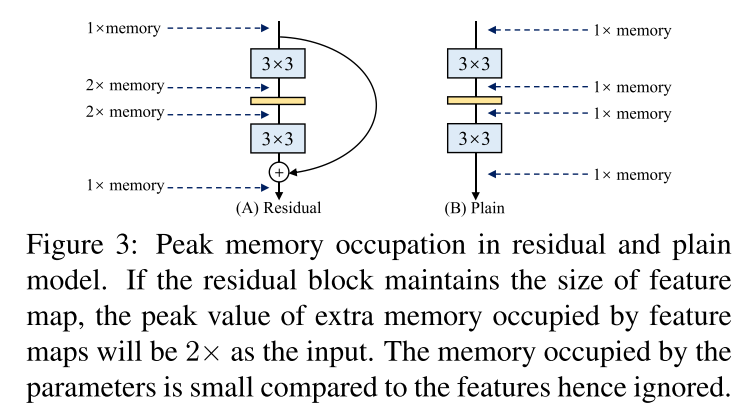 1×memory
3×3
2× memory
2× memory
3×3
+
1× memory
(A) Residual
1× memory
3×3
1× memory
1× memory
3×3
1× memory
(B) Plain
Figure 3: Peak memory occupation in residual and plain
model. If the residual block maintains the size of feature
map, the peak value of extra memory occupied by feature
maps will be 2× as the input. The memory occupied by the
parameters is small compared to the features hence ignored.